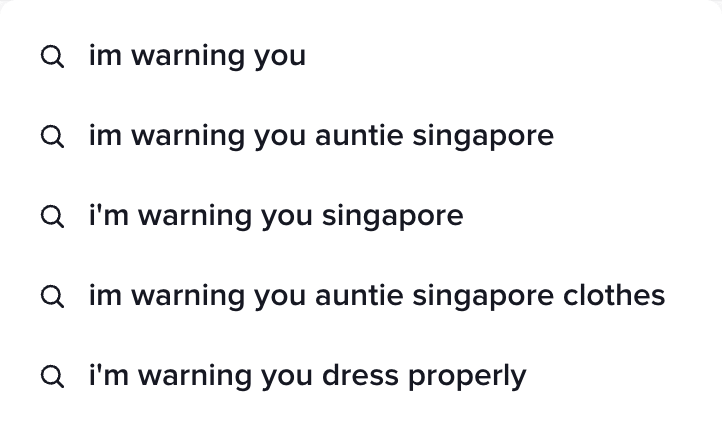 im warning you
im warning you auntie singapore
i'm warning you singapore
im warning you auntie singapore clothes
i'm warning you dress properly